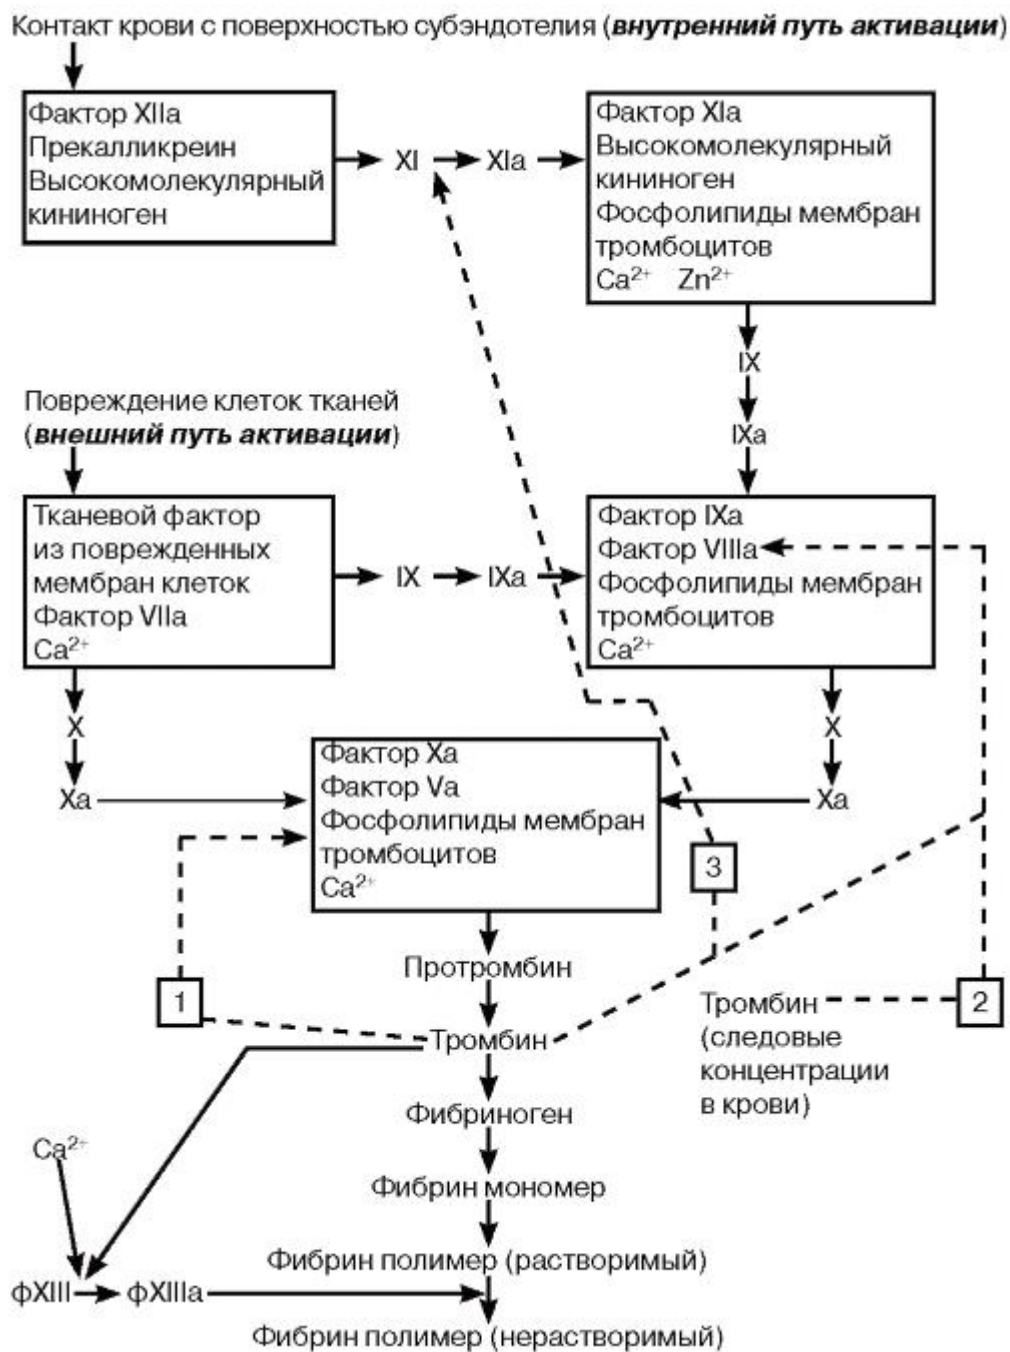 Контакт крови с поверхностью субэндотелия (внутренний путь активации)
Фактор XIIa
Прекалликреин
Высокомолекулярный
кининоген
XI
XIa
Фактор XIa
Высокомолекулярный
кининоген
Фосфолипиды мембран
тромбоцитов
Ca²⁺ Zn²⁺
IX
IXa
Повреждение клеток тканей
(внешний путь активации)
Тканевой фактор
из поврежденных
мембран клеток
Фактор VIIa
Ca²⁺
IX
IXa
Фактор IXa
Фактор VIIIa
Фосфолипиды мембран
тромбоцитов
Ca²⁺
X
Xa
X
Xa
Фактор Xa
Фактор Va
Фосфолипиды мембран
тромбоцитов
Ca²⁺
3
Протромбин
1
2
Тромбин
Тромбин
(следовые
концентрации
в крови)
Фибриноген
Ca²⁺
Фибрин мономер
Фибрин полимер (растворимый)
фXIII
фXIIIa
Фибрин полимер (нерастворимый)